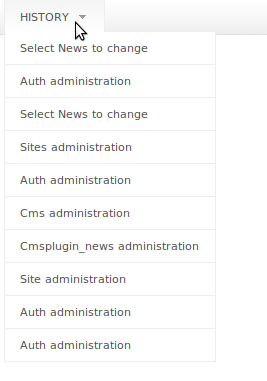 HISTORY
Select News to change
Auth administration
Select News to change
Sites administration
Auth administration
Cms administration
Cmsplugin_news administration
Site administration
Auth administration
Auth administration